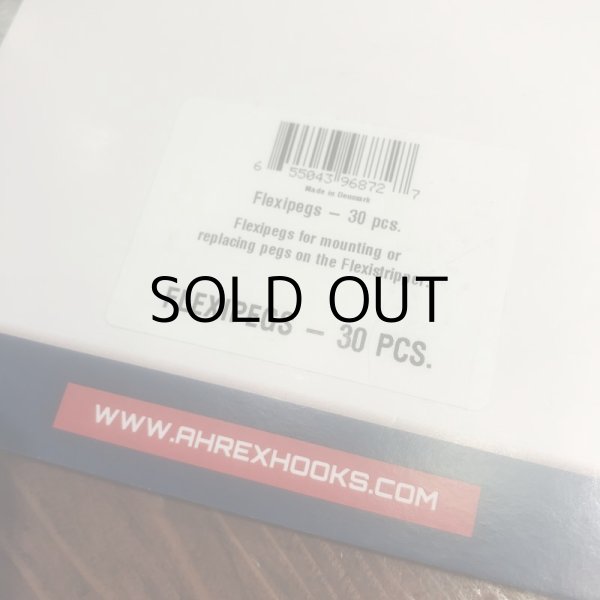 6 55043 96872 7
Made in Denmark
Flexipegs – 30 pcs.
Flexipegs for mounting or
replacing pegs on the Flexistripper.
SOLD OUT
FLEXIPEGS – 30 PCS.
WWW.AHREXHOOKS.COM